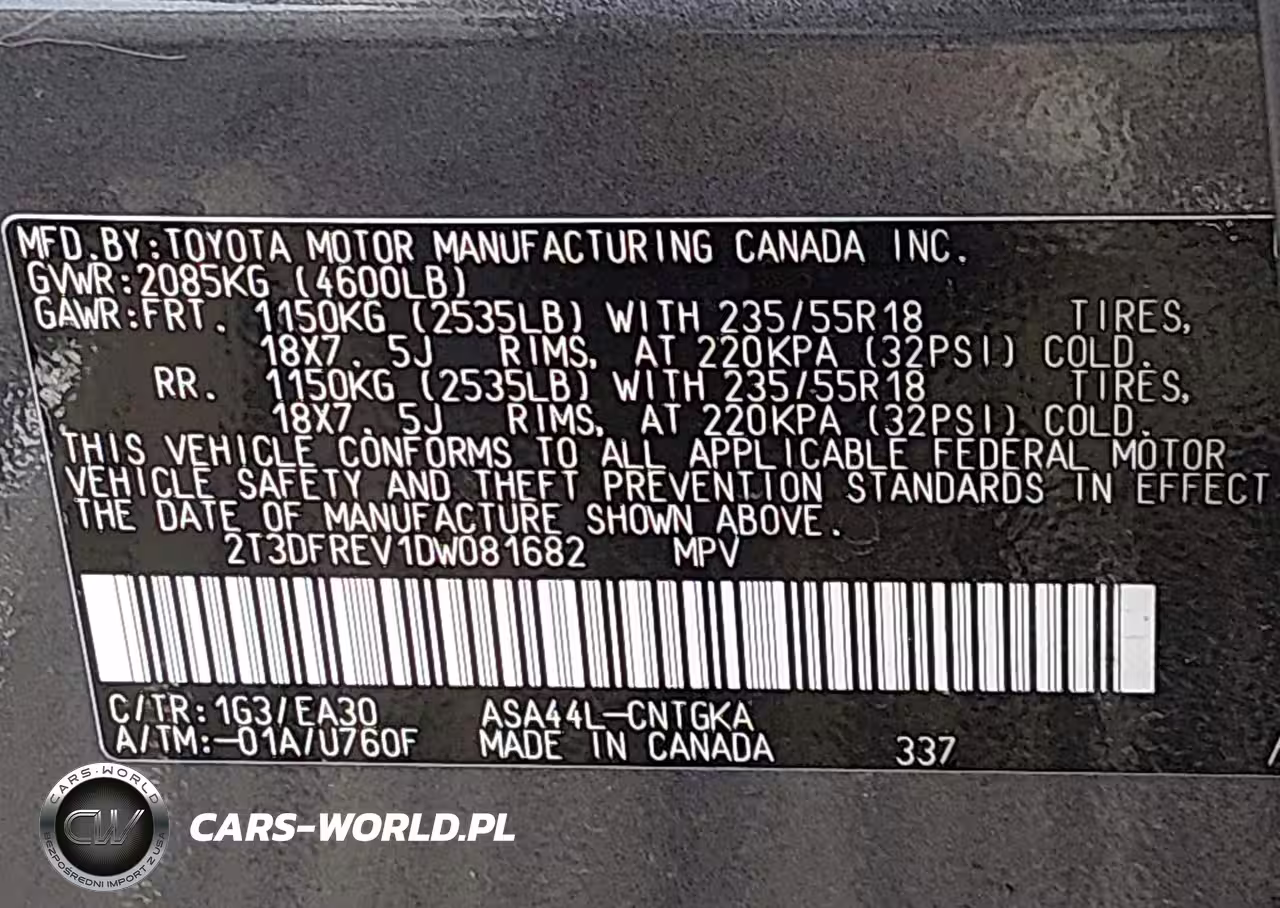 MFD.BY:TOYOTA MOTOR MANUFACTURING CANADA INC.
GVWR:2085KG (4600LB)
GAWR:FRT. 1150KG (2535LB) WITH 235/55R18 TIRES,
18X7.5J RIMS, AT 220KPA (32PSI) COLD.
RR. 1150KG (2535LB) WITH 235/55R18 TIRES,
18X7.5J RIMS, AT 220KPA (32PSI) COLD.
THIS VEHICLE CONFORMS TO ALL APPLICABLE FEDERAL MOTOR
VEHICLE SAFETY AND THEFT PREVENTION STANDARDS IN EFFECT
THE DATE OF MANUFACTURE SHOWN ABOVE.
2T3DFREV1DW081682 MPV
C/TR:1G3/EA30 ASA44L-CNTGKA
A/TM:-01A/U760F MADE IN CANADA 337
CARS-WORLD
CW
BEZPOŚREDNI IMPORT Z USA
CARS-WORLD.PL